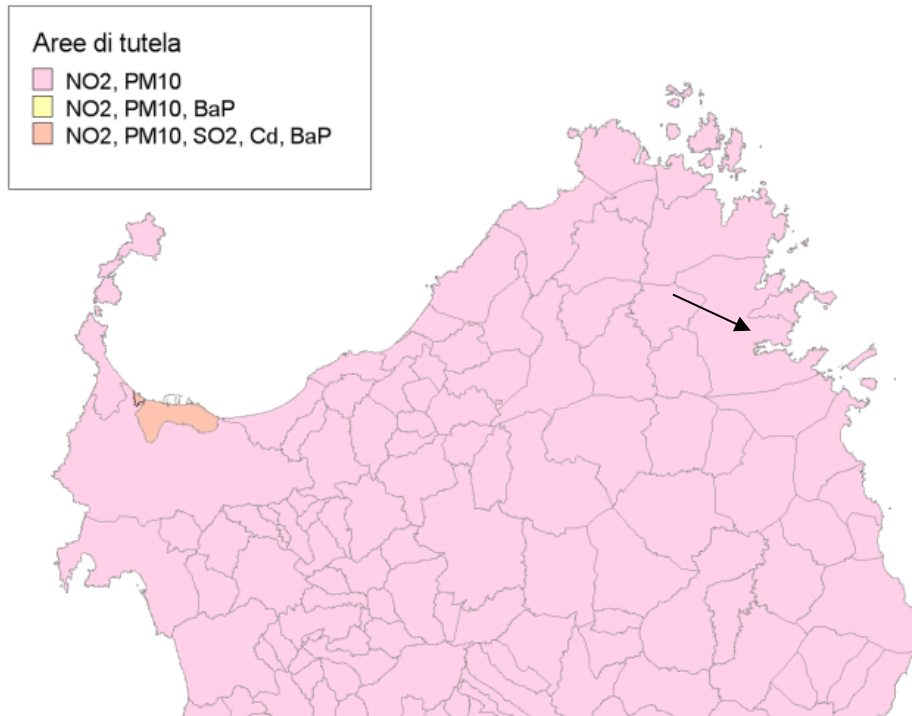 Aree di tutela
NO2, PM10
NO2, PM10, BaP
NO2, PM10, SO2, Cd, BaP